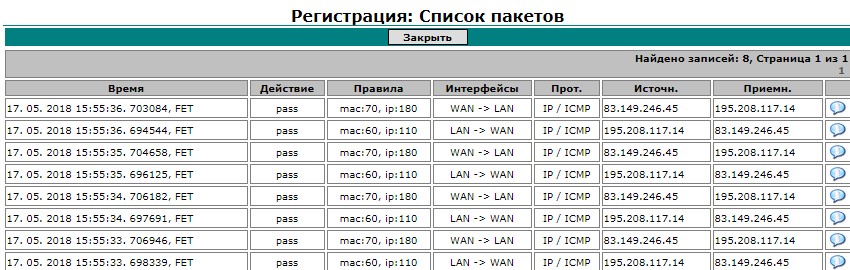 Регистрация: Список пакетов
Закрыть
Найдено записей: 8, Страница 1 из 1
1
Время Действие Правила Интерфейсы Прот. Источн. Приемн.
17. 05. 2018 15:55:36. 703084, FET pass mac:70, ip:180 WAN -> LAN IP / ICMP 83.149.246.45 195.208.117.14
17. 05. 2018 15:55:36. 694544, FET pass mac:60, ip:110 LAN -> WAN IP / ICMP 195.208.117.14 83.149.246.45
17. 05. 2018 15:55:35. 704658, FET pass mac:70, ip:180 WAN -> LAN IP / ICMP 83.149.246.45 195.208.117.14
17. 05. 2018 15:55:35. 696125, FET pass mac:60, ip:110 LAN -> WAN IP / ICMP 195.208.117.14 83.149.246.45
17. 05. 2018 15:55:34. 706182, FET pass mac:70, ip:180 WAN -> LAN IP / ICMP 83.149.246.45 195.208.117.14
17. 05. 2018 15:55:34. 697691, FET pass mac:60, ip:110 LAN -> WAN IP / ICMP 195.208.117.14 83.149.246.45
17. 05. 2018 15:55:33. 706946, FET pass mac:70, ip:180 WAN -> LAN IP / ICMP 83.149.246.45 195.208.117.14
17. 05. 2018 15:55:33. 698339, FET pass mac:60, ip:110 LAN -> WAN IP / ICMP 195.208.117.14 83.149.246.45